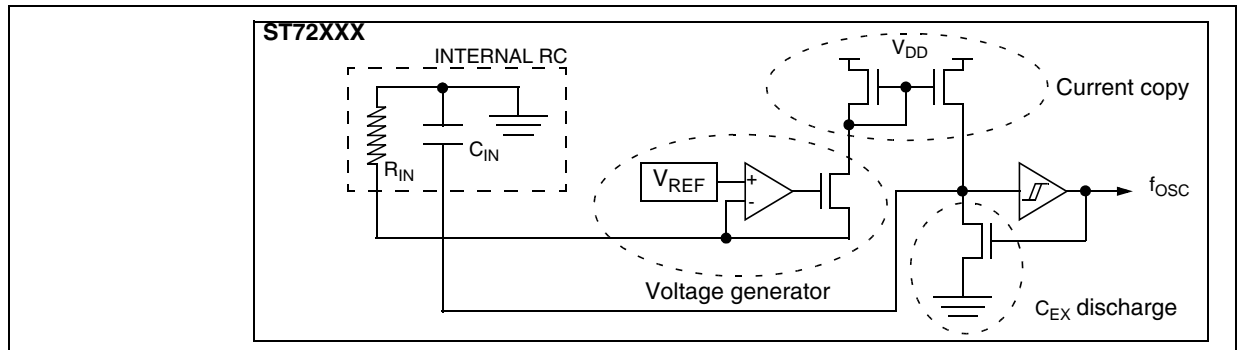 ST72XXX
INTERNAL RC
VDD
Current copy
CIN
RIN
VREF
+
-
fOSC
Voltage generator
CEX discharge